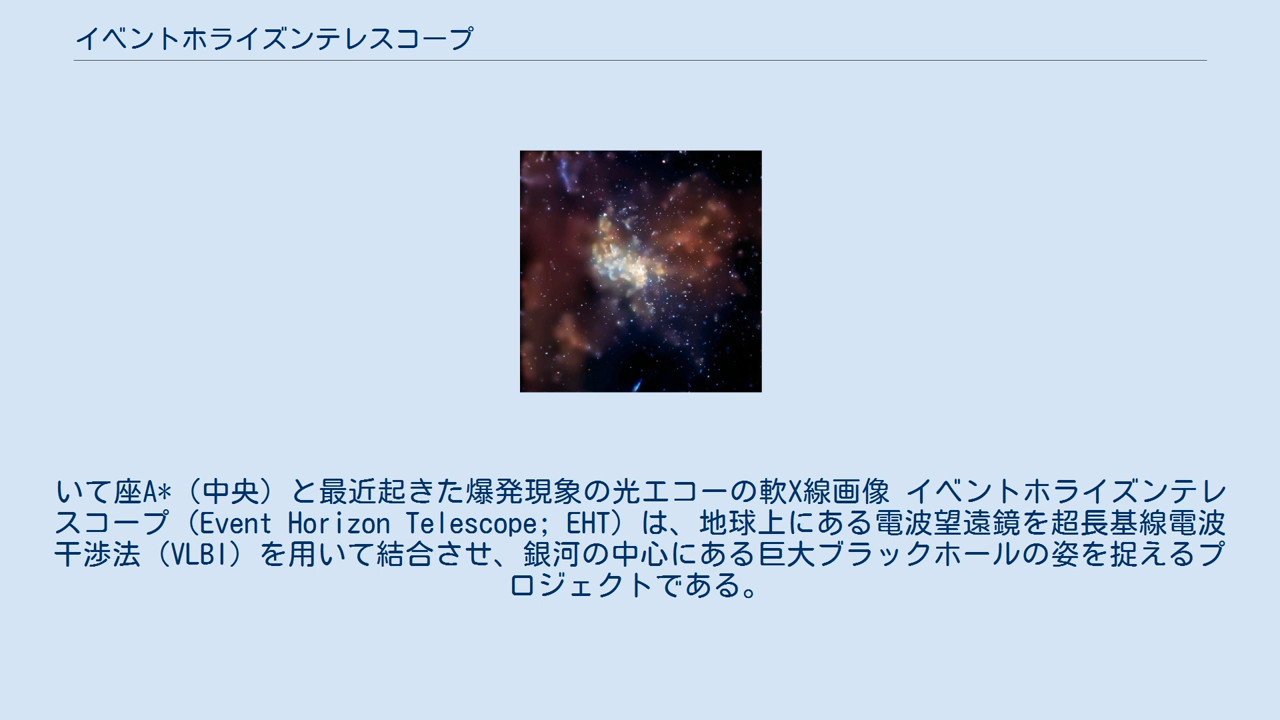 イベントホライズンテレスコープ
いて座A*（中央）と最近起きた爆発現象の光エコーの軟X線画像 イベントホライズンテレ
スコープ（Event Horizon Telescope; EHT）は、地球上にある電波望遠鏡を超長基線電波
干渉法（VLBI）を用いて結合させ、銀河の中心にある巨大ブラックホールの姿を捉えるプ
ロジェクトである。